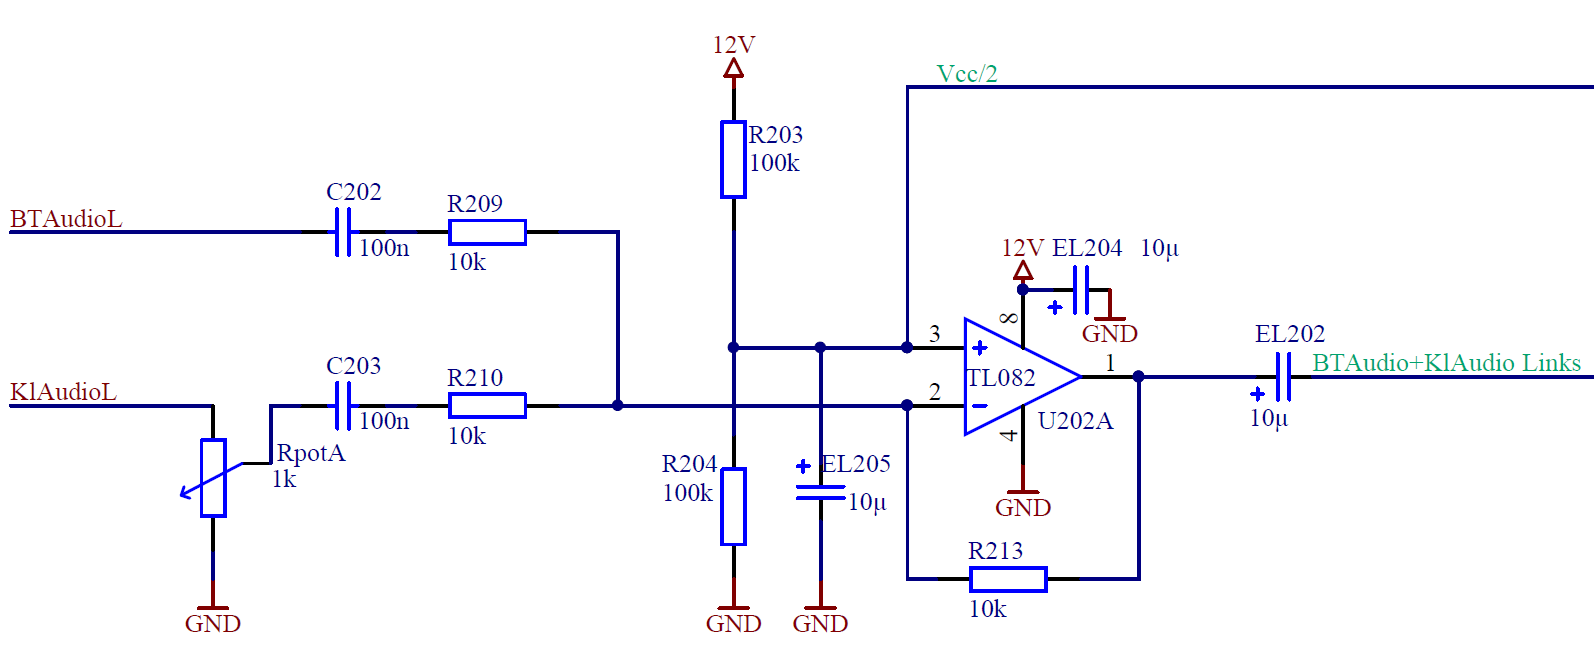 12V
Vcc/2
R203
100k
C202
R209
BTAudioL
100n
10k
12V EL204 10µ
8
GND
3
EL202
1
BTAudio+KlAudio Links
C203
R210
TL082
KlAudioL
2
100n
10k
10µ
U202A
4
RpotA
1k
R204
100k
EL205
10µ
GND
R213
10k
GND
GND
GND